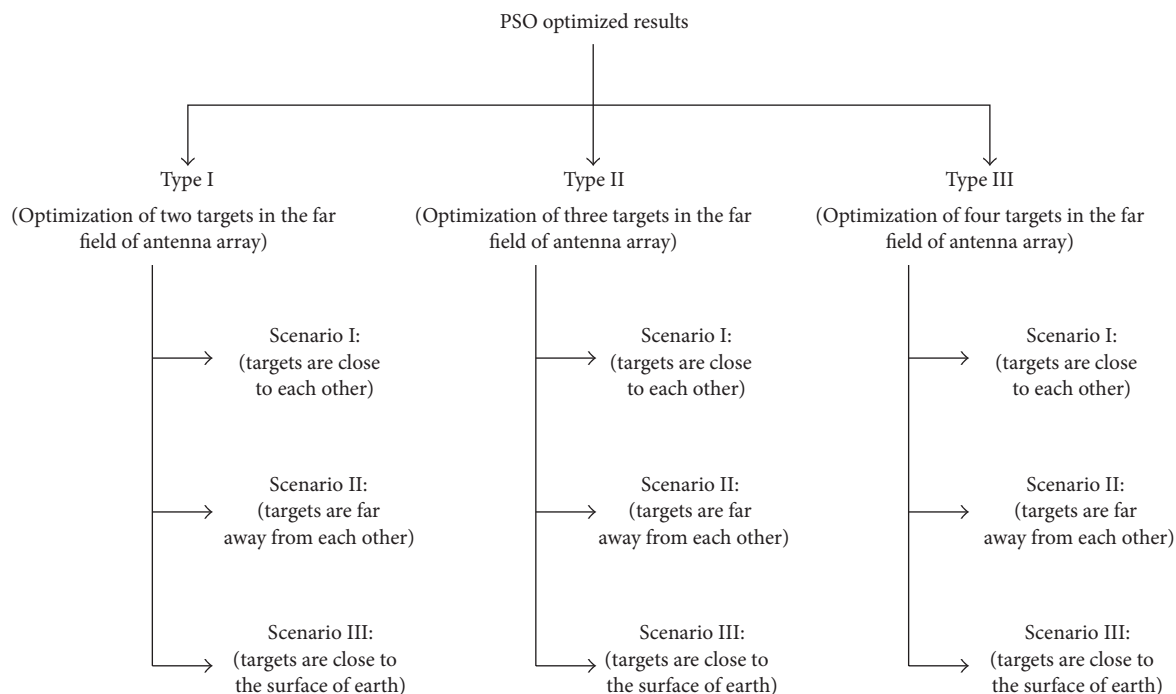 PSO optimized results
Type I
(Optimization of two targets in the far
field of antenna array)
Scenario I:
(targets are close
to each other)
Scenario II:
(targets are far
away from each other)
Scenario III:
(targets are close to
the surface of earth)
Type II
(Optimization of three targets in the far
field of antenna array)
Scenario I:
(targets are close
to each other)
Scenario II:
(targets are far
away from each other)
Scenario III:
(targets are close to
the surface of earth)
Type III
(Optimization of four targets in the far
field of antenna array)
Scenario I:
(targets are close
to each other)
Scenario II:
(targets are far
away from each other)
Scenario III:
(targets are close to
the surface of earth)